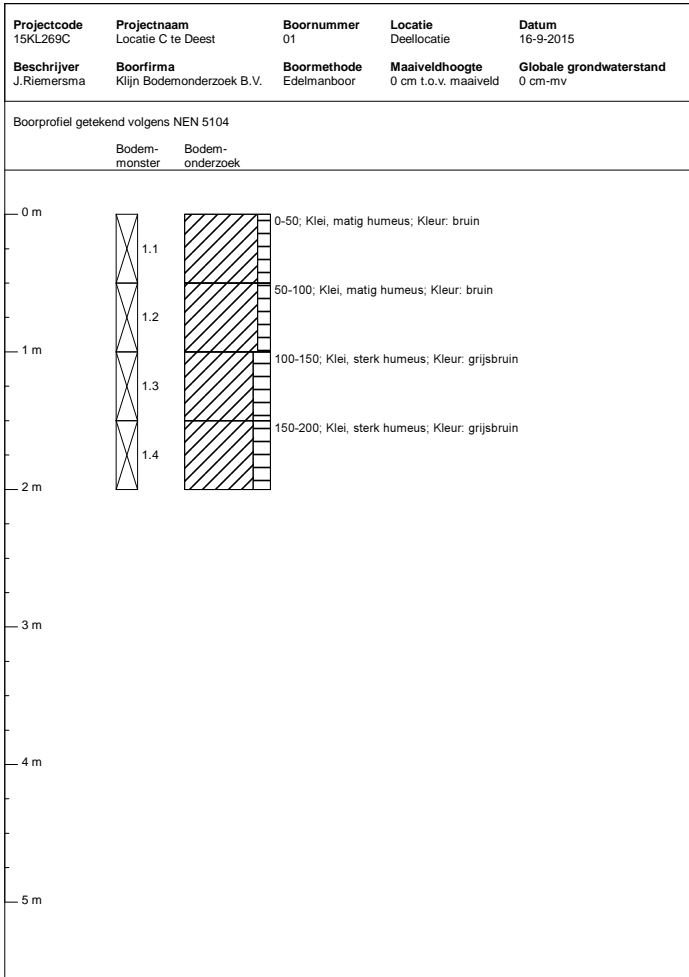 Projectcode Projectnaam Boornummer Locatie Datum
15KL269C Locatie C te Deest 01 Deellocatie 16-9-2015
Beschrijver Boorfirma Boormethode Maaiveldhoogte Globale grondwaterstand
J.Riemersma Klijn Bodemonderzoek B.V. Edelmanboor 0 cm t.o.v. maaiveld 0 cm-mv
Boorprofiel getekend volgens NEN 5104
Bodem- Bodem-
monster onderzoek
0 m 0-50; Klei, matig humeus; Kleur: bruin
1.1
50-100; Klei, matig humeus; Kleur: bruin
1.2
1 m 100-150; Klei, sterk humeus; Kleur: grijsbruin
1.3
150-200; Klei, sterk humeus; Kleur: grijsbruin
1.4
2 m
3 m
4 m
5 m